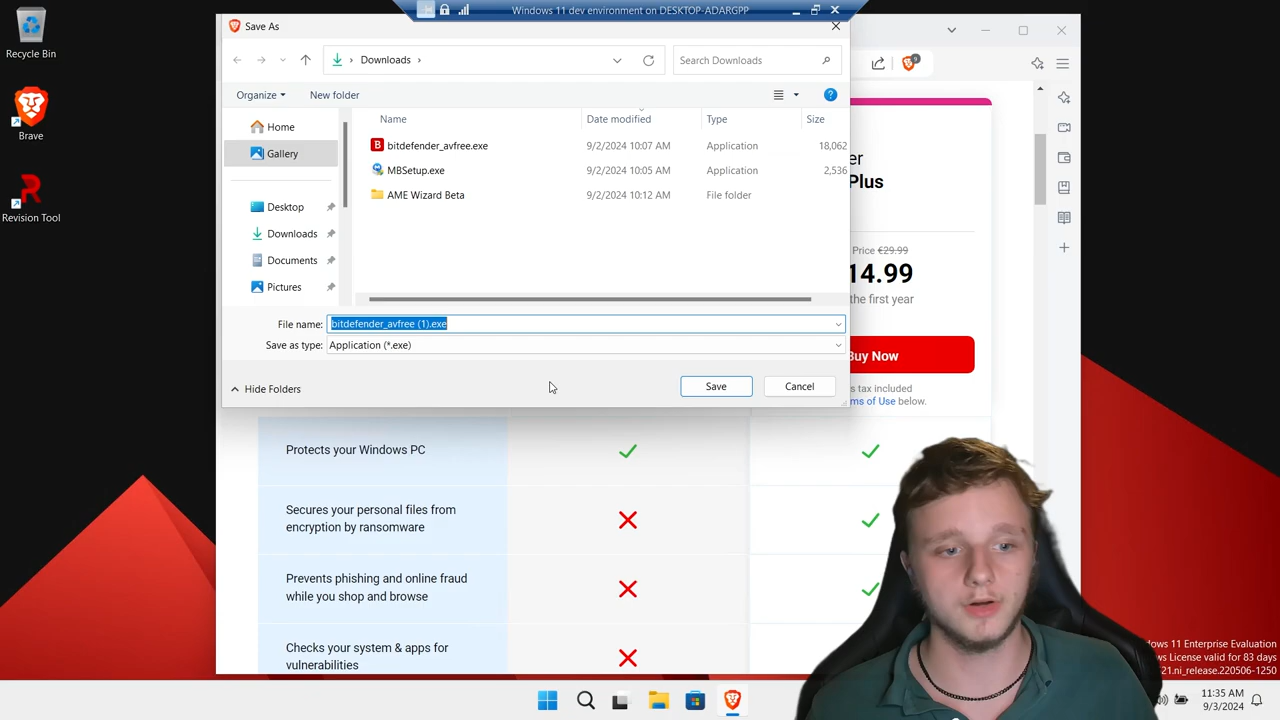 Windows 11 dev environment on DESKTOP-ADARGPP
Recycle Bin
Brave
Revision Tool
Save As
Downloads
Search Downloads
Organize
New folder
Home
Gallery
Desktop
Downloads
Documents
Pictures
Name Date modified Type Size
bitdefender_avfree.exe 9/2/2024 10:07 AM Application 18,062
MBSetup.exe 9/2/2024 10:05 AM Application 2,536
AME Wizard Beta 9/2/2024 10:12 AM File folder
File name: bitdefender_avfree (1).exe
Save as type: Application (*.exe)
Hide Folders
Save
Cancel
9
er
Plus
Price €29.99
14.99
the first year
Buy Now
s tax included
ms of Use below.
Protects your Windows PC
Secures your personal files from
encryption by ransomware
Prevents phishing and online fraud
while you shop and browse
Checks your system & apps for
vulnerabilities
dows 11 Enterprise Evaluation
ws License valid for 83 days
21.ni_release.220506-1250
11:35 AM
9/3/2024